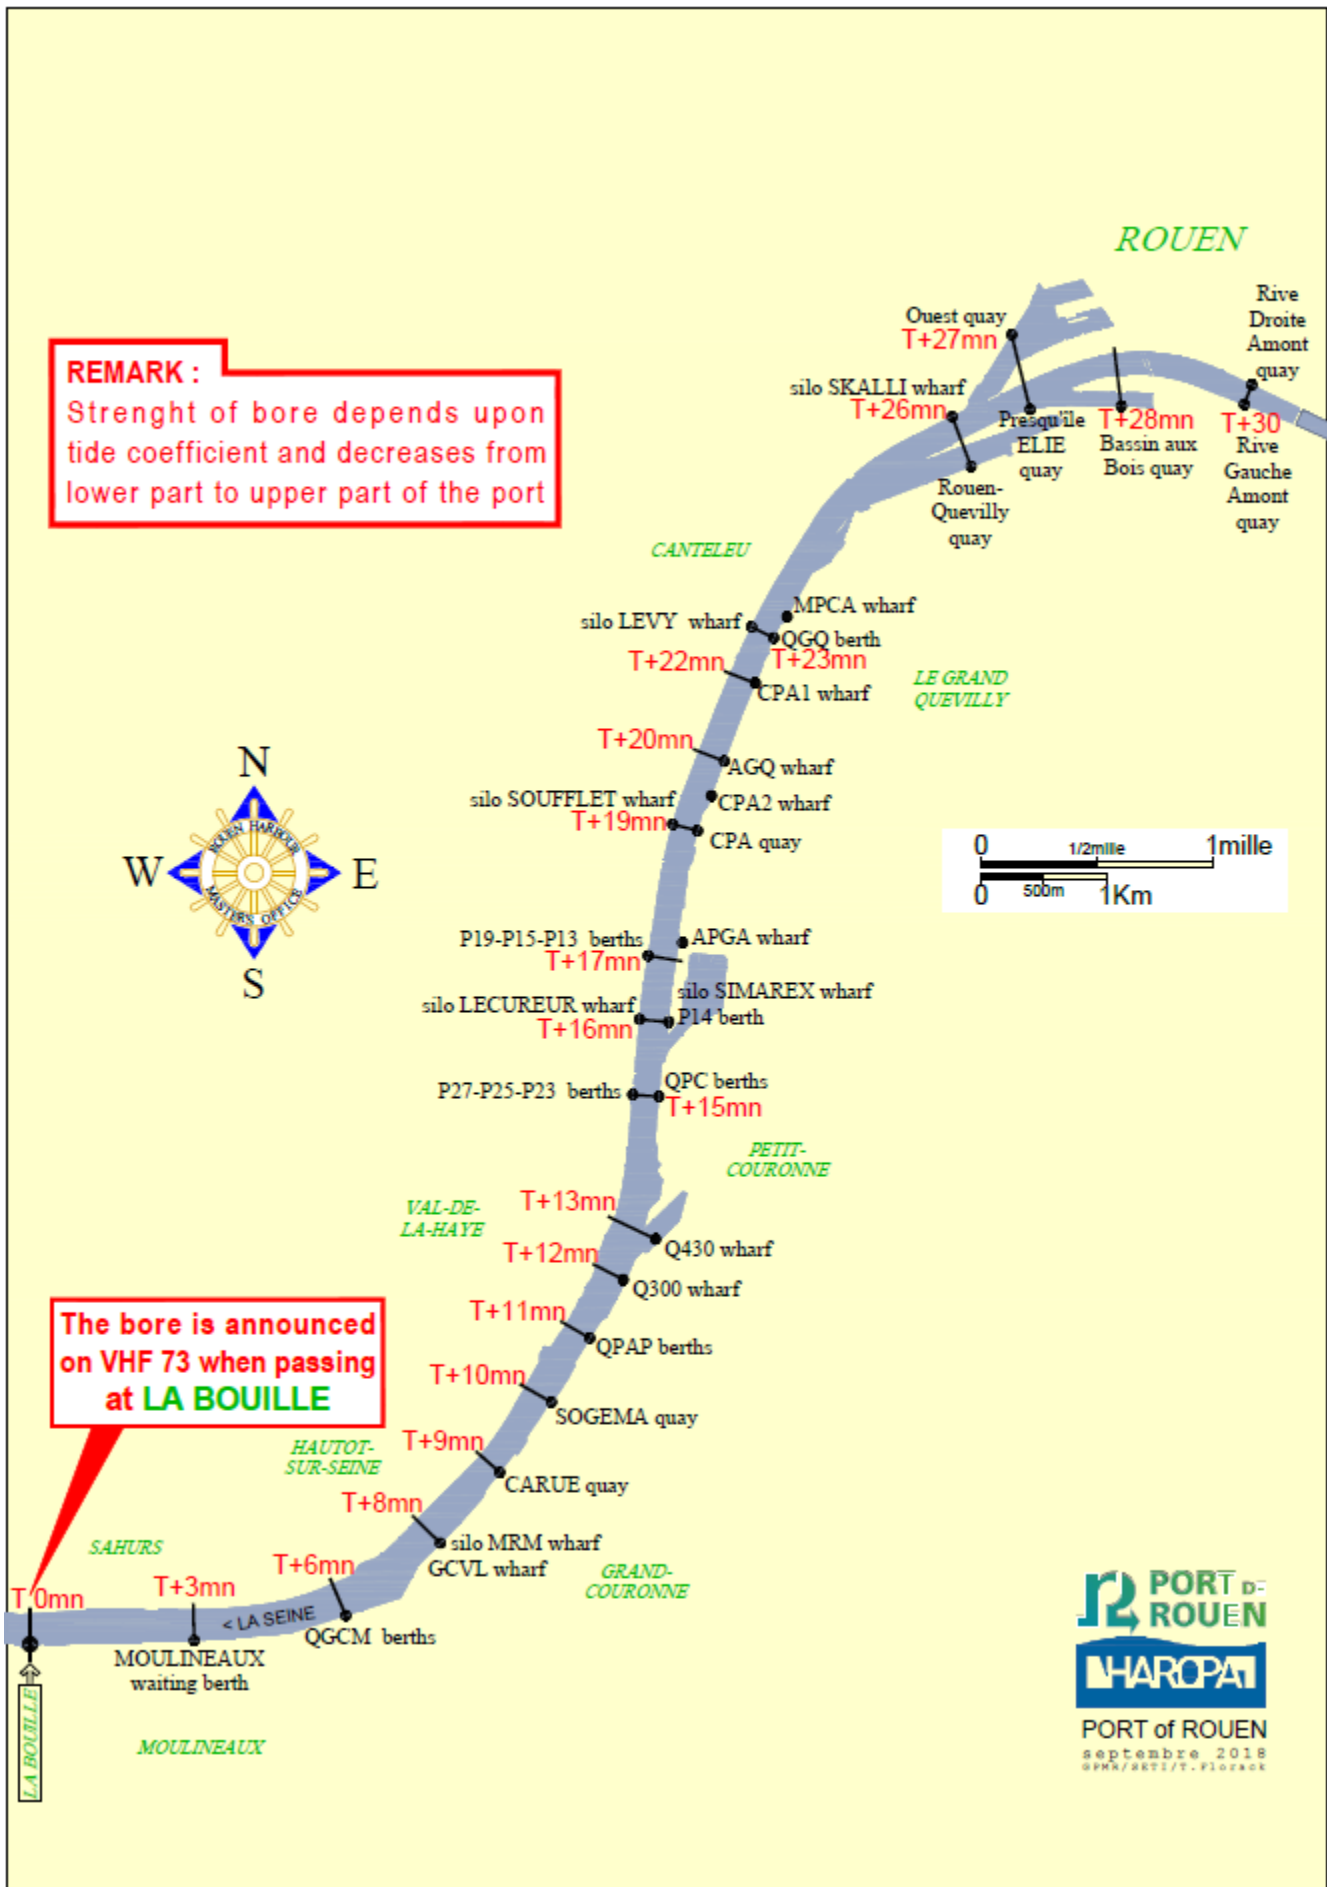 ROUEN
Rive
Droite
Amont
quay
Ouest quay
T+27mn
REMARK :
Strenght of bore depends upon
tide coefficient and decreases from
lower part to upper part of the port
silo SKALLI wharf
T+26mn
Presqu'île
ELIE
quay
T+28mn
Bassin aux
Bois quay
T+30
Rive
Gauche
Amont
quay
Rouen-
Quevilly
quay
CANTELEU
MPCA wharf
silo LEVY wharf
QGQ berth
T+22mn
T+23mn
CPA1 wharf
LE GRAND
QUEVILLY
T+20mn
AGQ wharf
silo SOUFFLET wharf
CPA2 wharf
T+19mn
CPA quay
N
W
E
S
ROUEN HARBOUR
MASTER'S OFFICE
0 1/2mille 1mille
0 500m 1Km
P19-P15-P13 berths
APGA wharf
T+17mn
silo SIMAREX wharf
silo LECUREUR wharf
P14 berth
T+16mn
QPC berths
P27-P25-P23 berths
T+15mn
PETIT-
COURONNE
T+13mn
VAL-DE-
LA-HAYE
Q430 wharf
T+12mn
Q300 wharf
T+11mn
QPAP berths
The bore is announced
on VHF 73 when passing
at LA BOUILLE
T+10mn
SOGEMA quay
T+9mn
HAUTOT-
SUR-SEINE
CARUE quay
T+8mn
silo MRM wharf
GCVL wharf
GRAND-
COURONNE
SAHURS
T+6mn
T 0mn
T+3mn
< LA SEINE
QGCM berths
MOULINEAUX
waiting berth
LA BOUILLE
MOULINEAUX
PORT DE
ROUEN
HAROPA
PORT of ROUEN
septembre 2018
©PMR/SETI/T.Florack